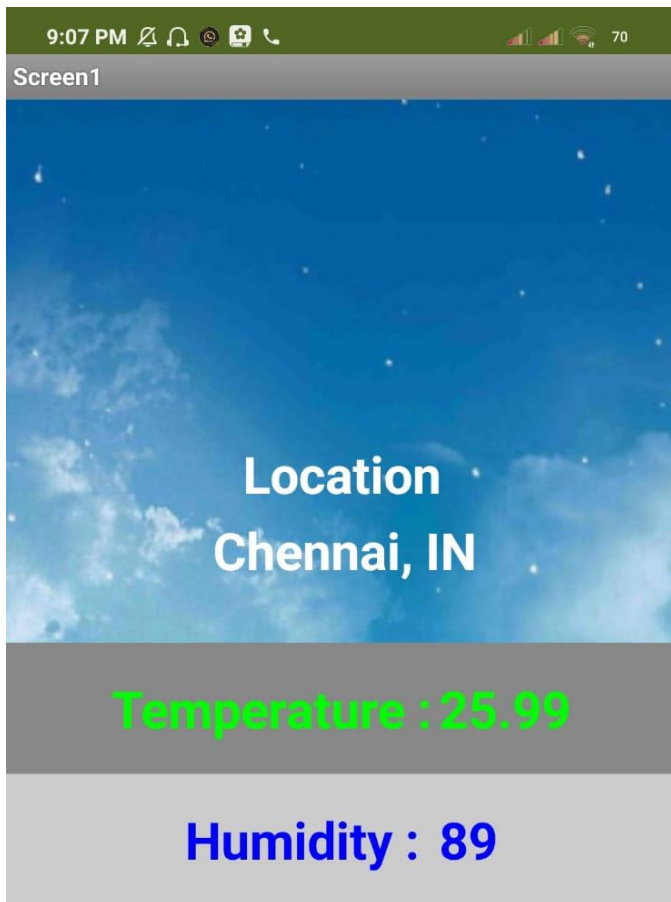 9:07 PM 70
Screen1
Location
Chennai, IN
Temperature : 25.99
Humidity : 89